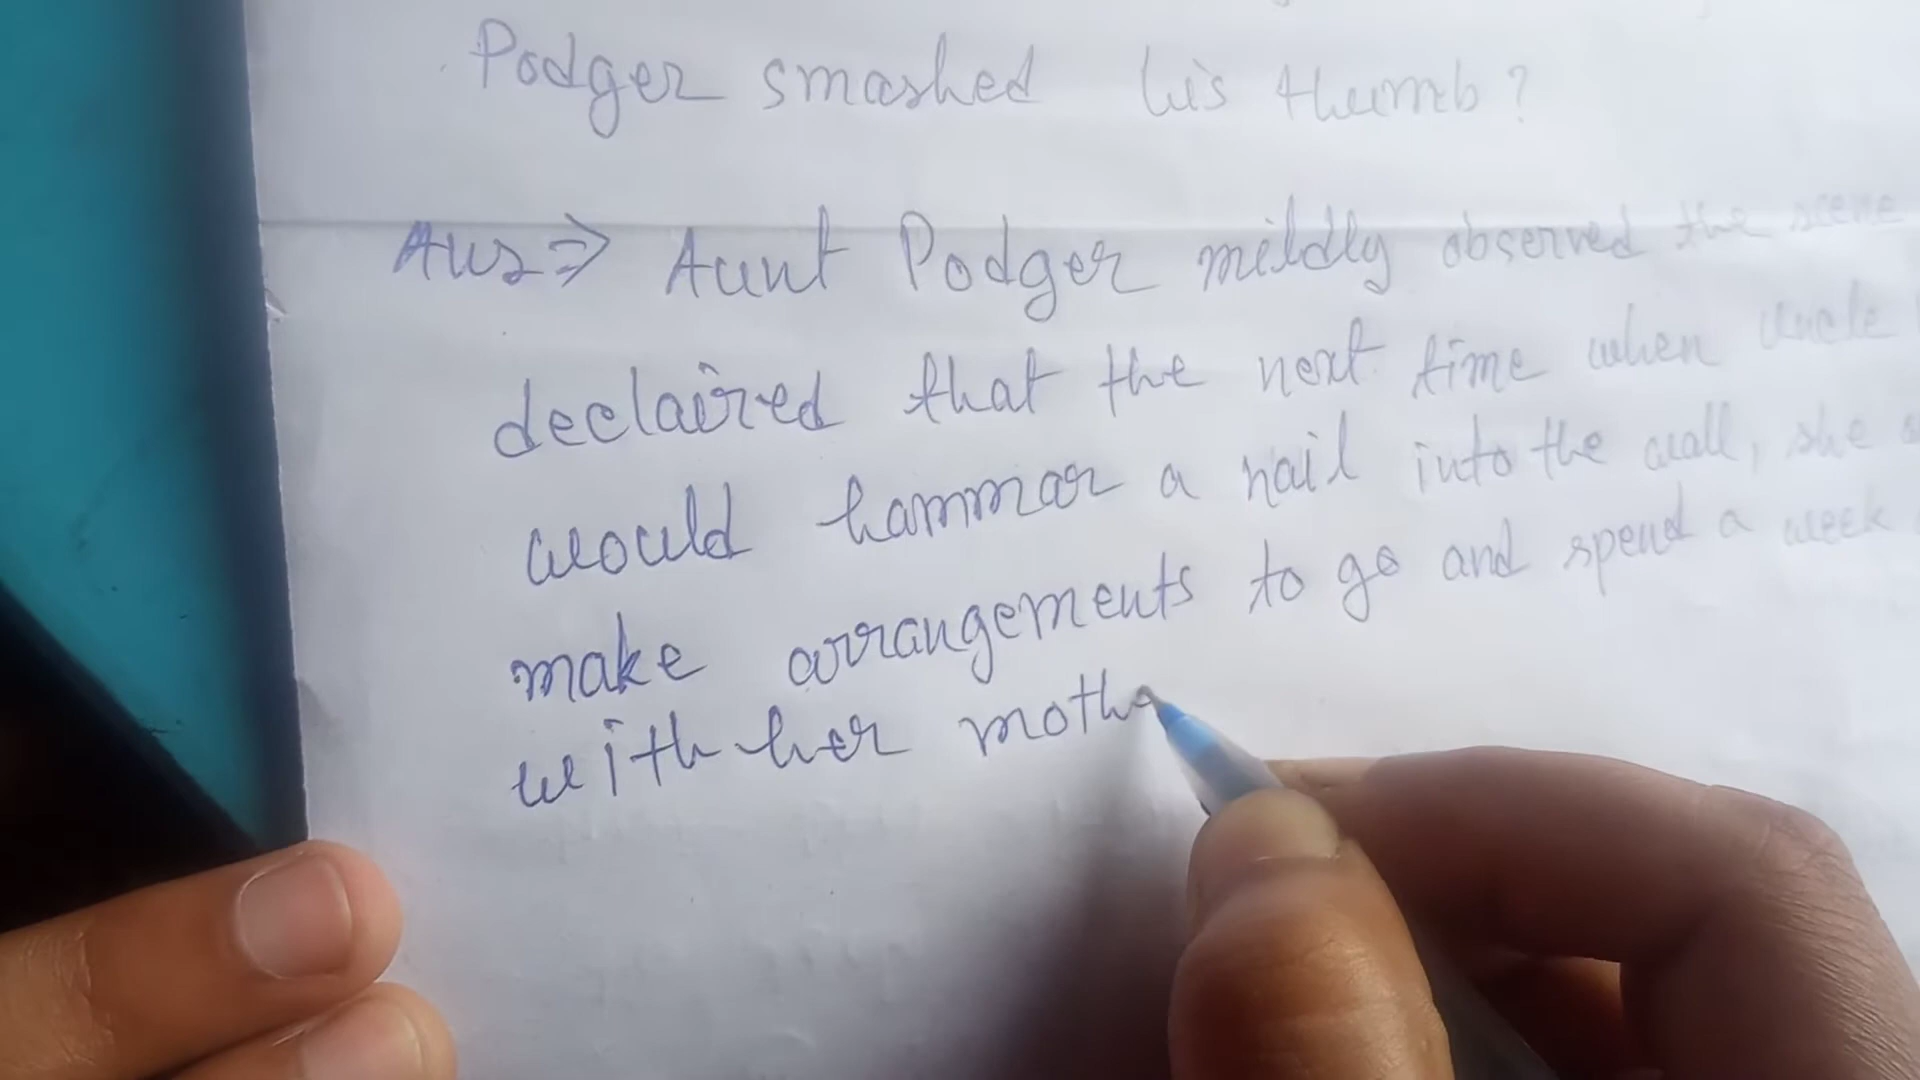 Podger smashed his thumb?
Ans⇒ Aunt Podger mildly observed the scene
declaired that the next time when uncle
would hammar a nail into the wall, she
make arrangements to go and spend a week
with her mothe